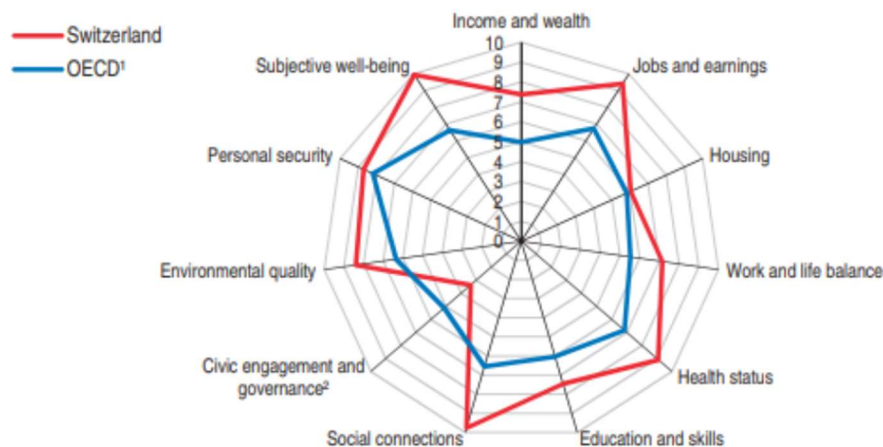 Switzerland
OECD¹
Income and wealth
10
9
8
7
6
5
4
3
2
1
0
Jobs and earnings
Housing
Work and life balance
Health status
Education and skills
Social connections
Civic engagement and
governance²
Environmental quality
Personal security
Subjective well-being